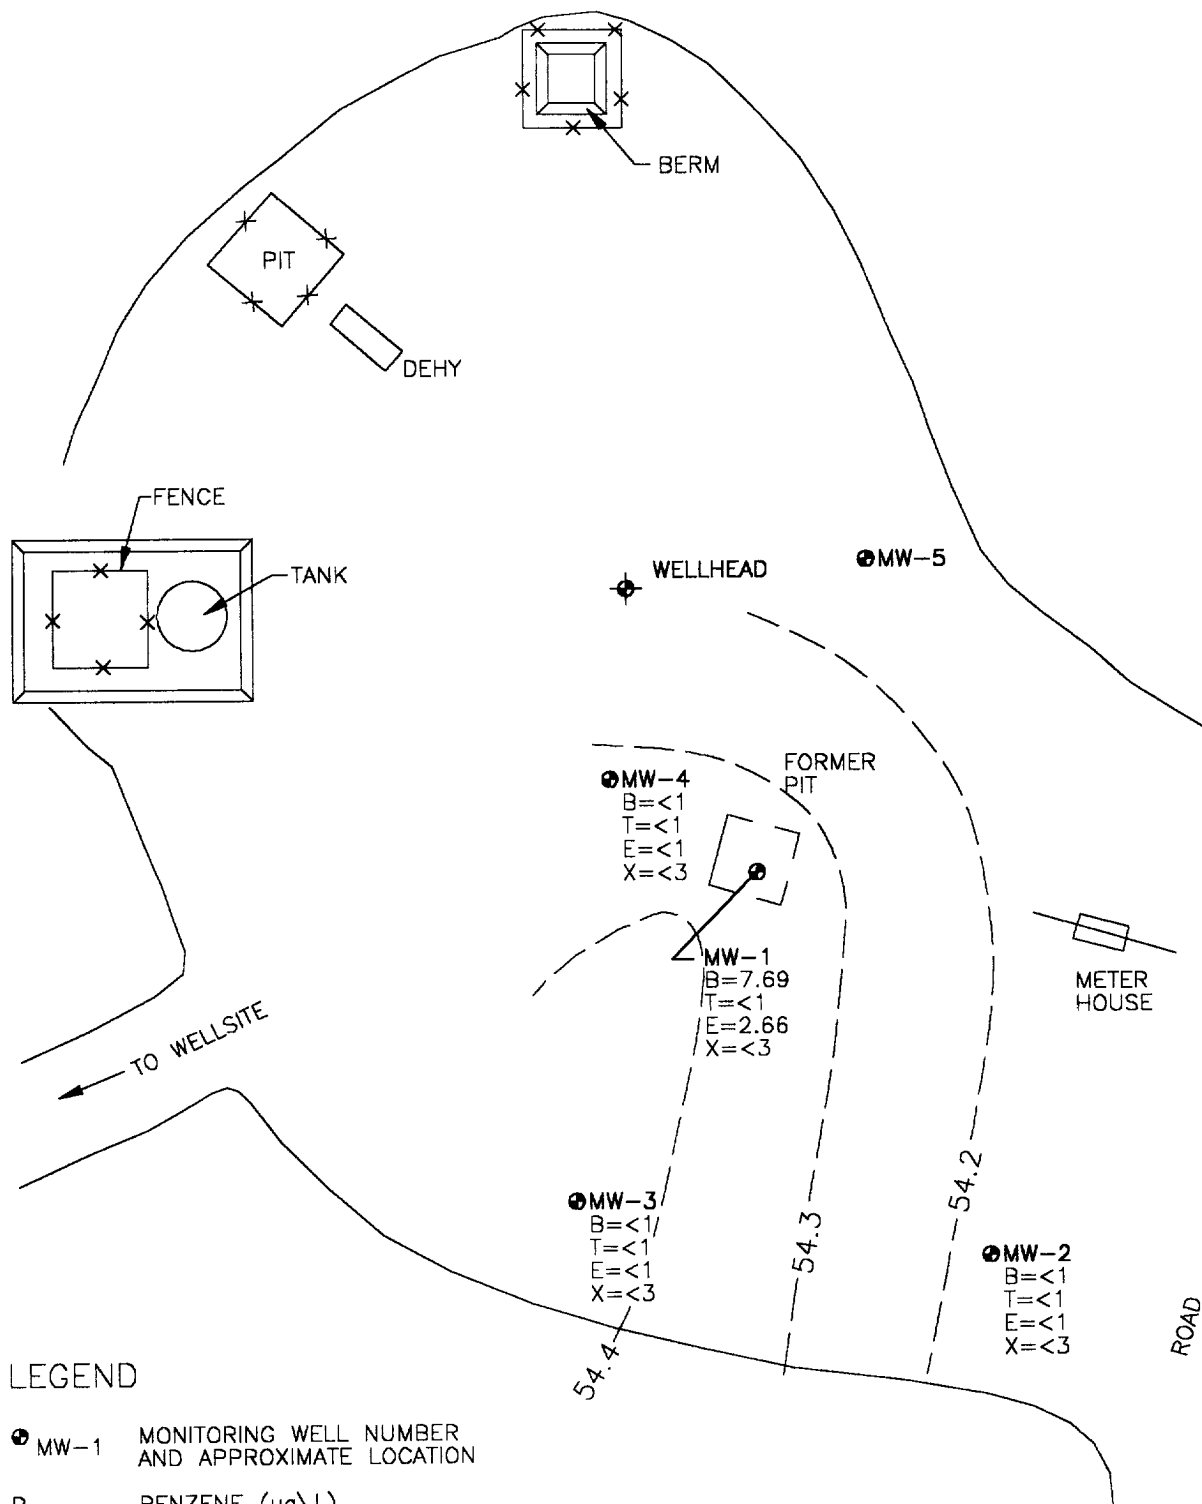 BERM
PIT
DEHY
FENCE
TANK
WELLHEAD
MW-5
FORMER
PIT
MW-4
B=<1
T=<1
E=<1
X=<3
MW-1
B=7.69
T=<1
E=2.66
X=<3
METER
HOUSE
TO WELLSITE
54.2
54.3
54.4
MW-3
B=<1
T=<1
E=<1
X=<3
MW-2
B=<1
T=<1
E=<1
X=<3
ROAD
LEGEND
MW-1 MONITORING WELL NUMBER
AND APPROXIMATE LOCATION
B BENZENE (ug\L)